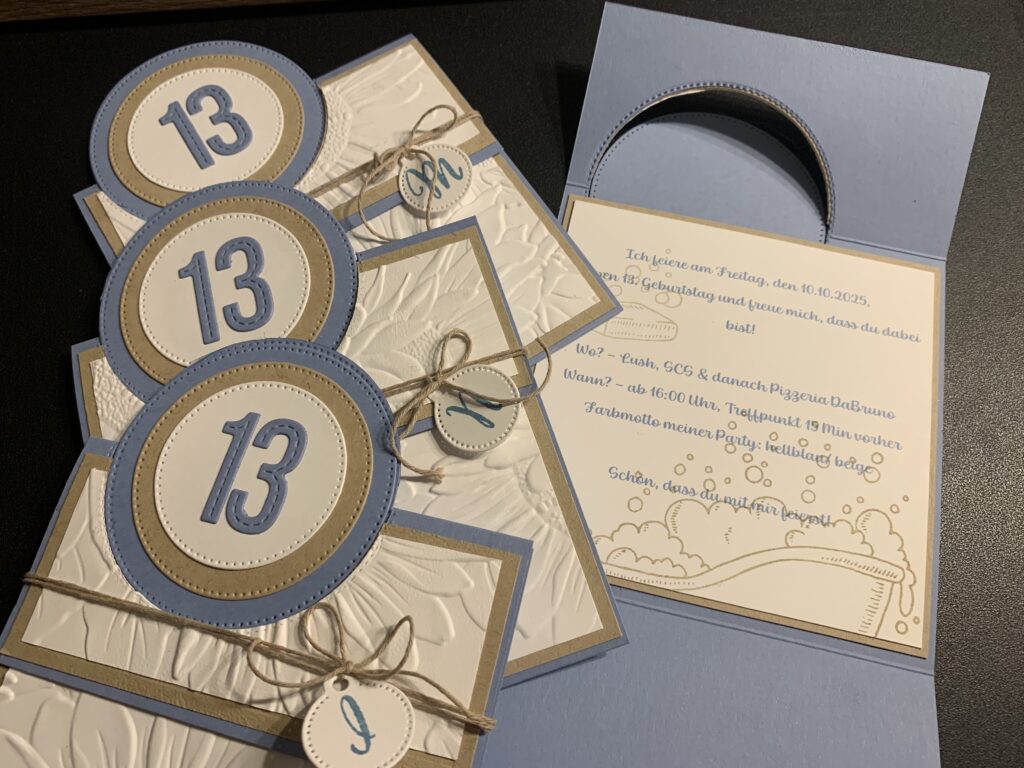 13
13
13
Ich feiere am Freitag, den 10.10.2025,
13. Geburtstag und freue mich, dass du dabei
bist!
Wo? – Lush, SCS & danach Pizzeria DaBruno
Wann? – ab 16:00 Uhr, Treffpunkt 15 Min vorher
Farbmotto meiner Party: hellblau/ beige
Schön, dass du mit mir feierst!